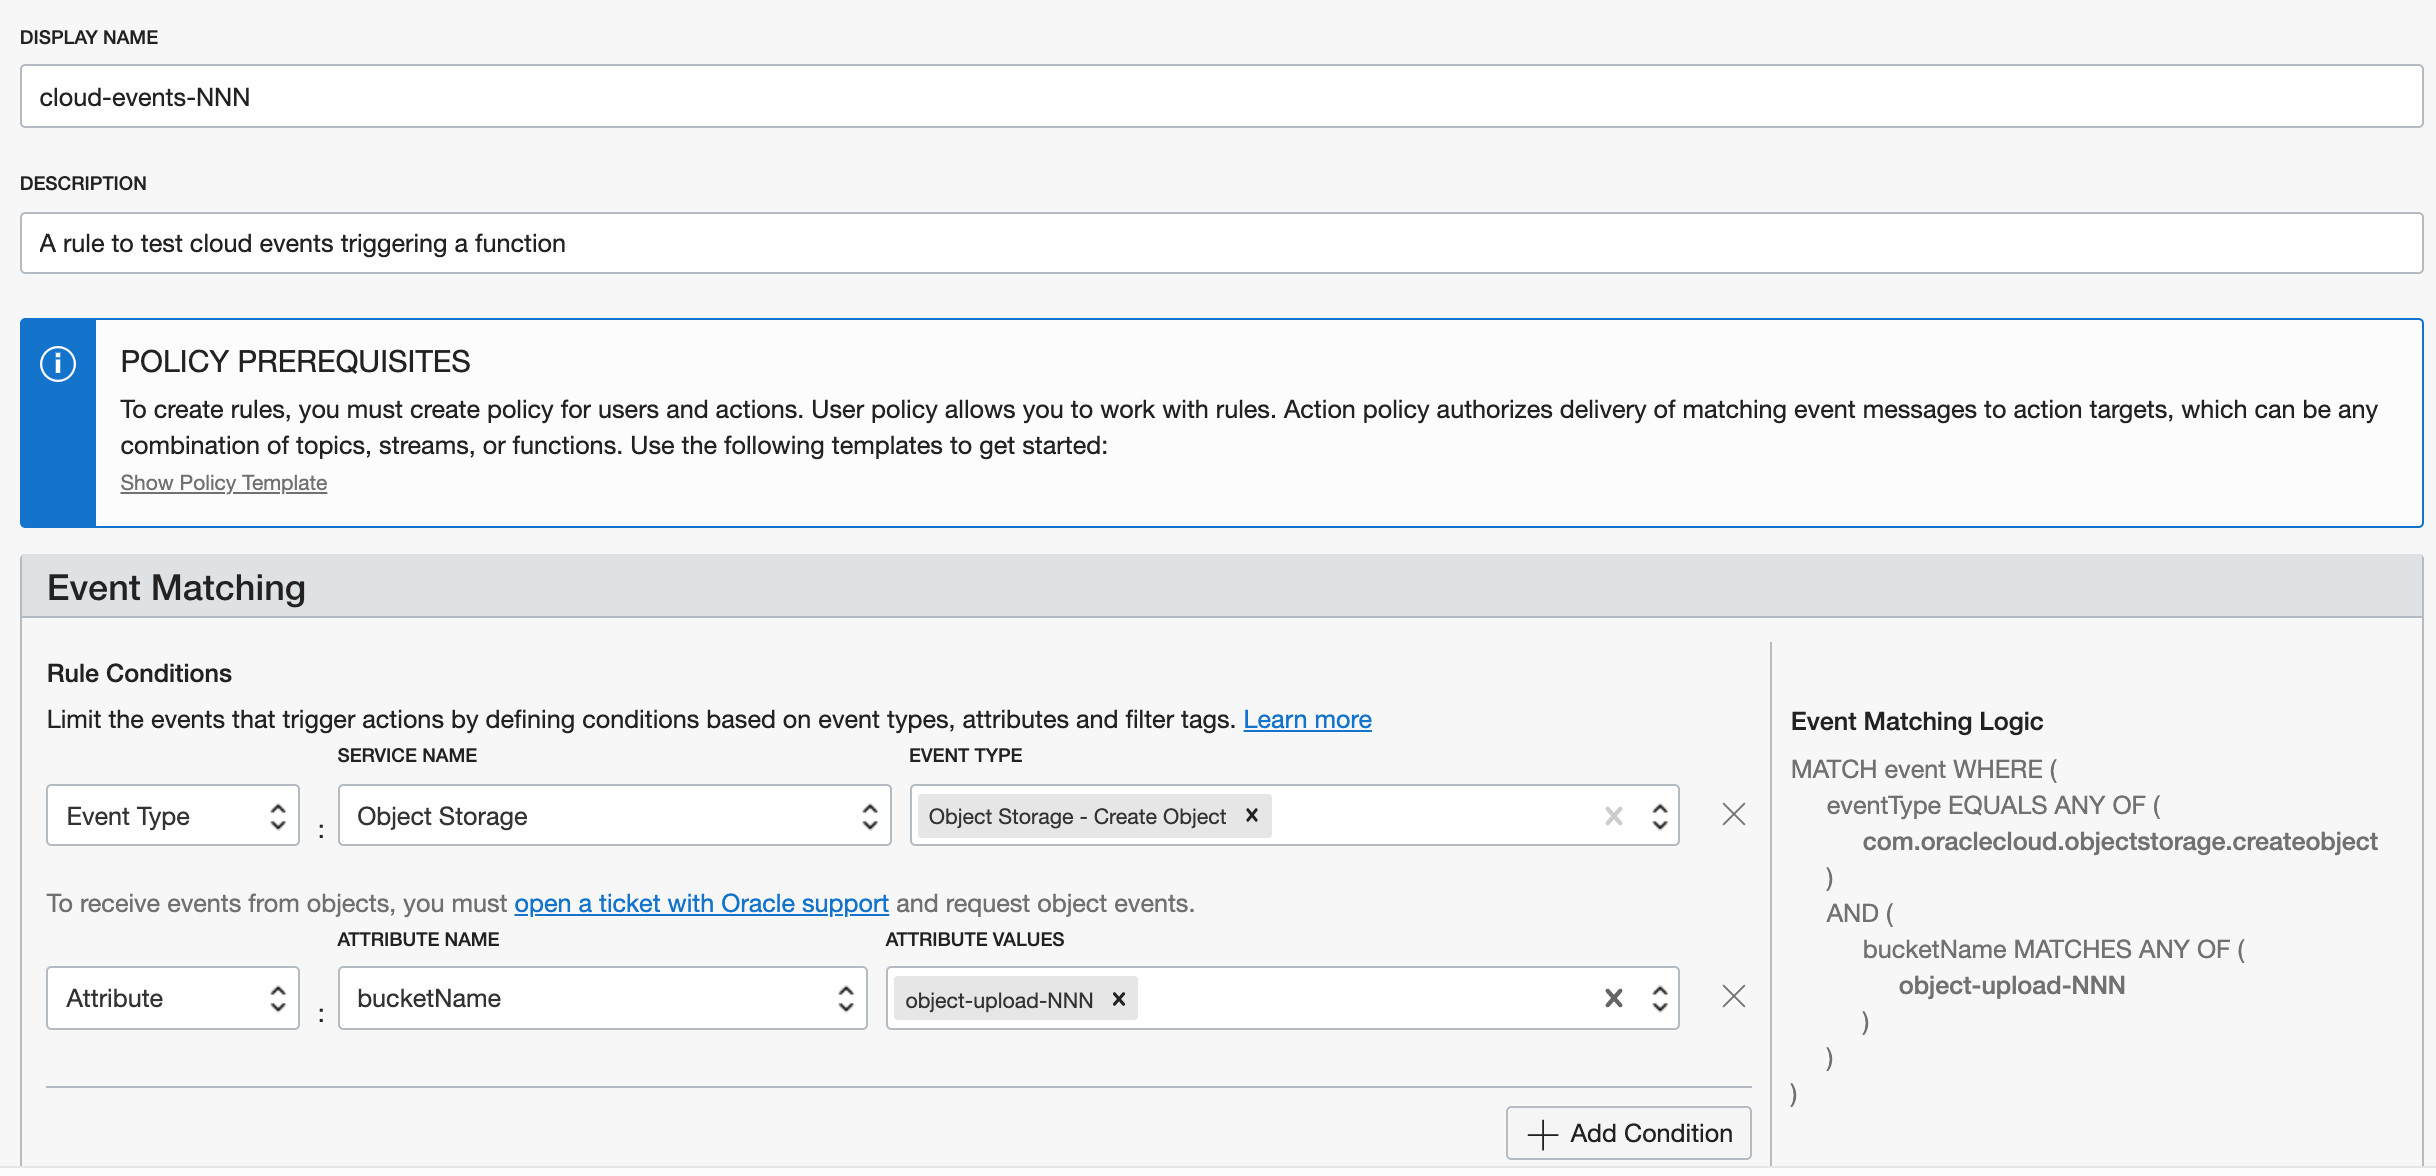 DISPLAY NAME
cloud-events-NNN
DESCRIPTION
A rule to test cloud events triggering a function
POLICY PREREQUISITES
To create rules, you must create policy for users and actions. User policy allows you to work with rules. Action policy authorizes delivery of matching event messages to action targets, which can be any
combination of topics, streams, or functions. Use the following templates to get started:
Show Policy Template
Event Matching
Rule Conditions
Limit the events that trigger actions by defining conditions based on event types, attributes and filter tags. Learn more
SERVICE NAME
EVENT TYPE
Event Type
:
Object Storage
Object Storage - Create Object
To receive events from objects, you must open a ticket with Oracle support and request object events.
ATTRIBUTE NAME
ATTRIBUTE VALUES
Attribute
:
bucketName
object-upload-NNN
Add Condition
Event Matching Logic
MATCH event WHERE (
eventType EQUALS ANY OF (
com.oraclecloud.objectstorage.createobject
)
AND (
bucketName MATCHES ANY OF (
object-upload-NNN
)
)
)